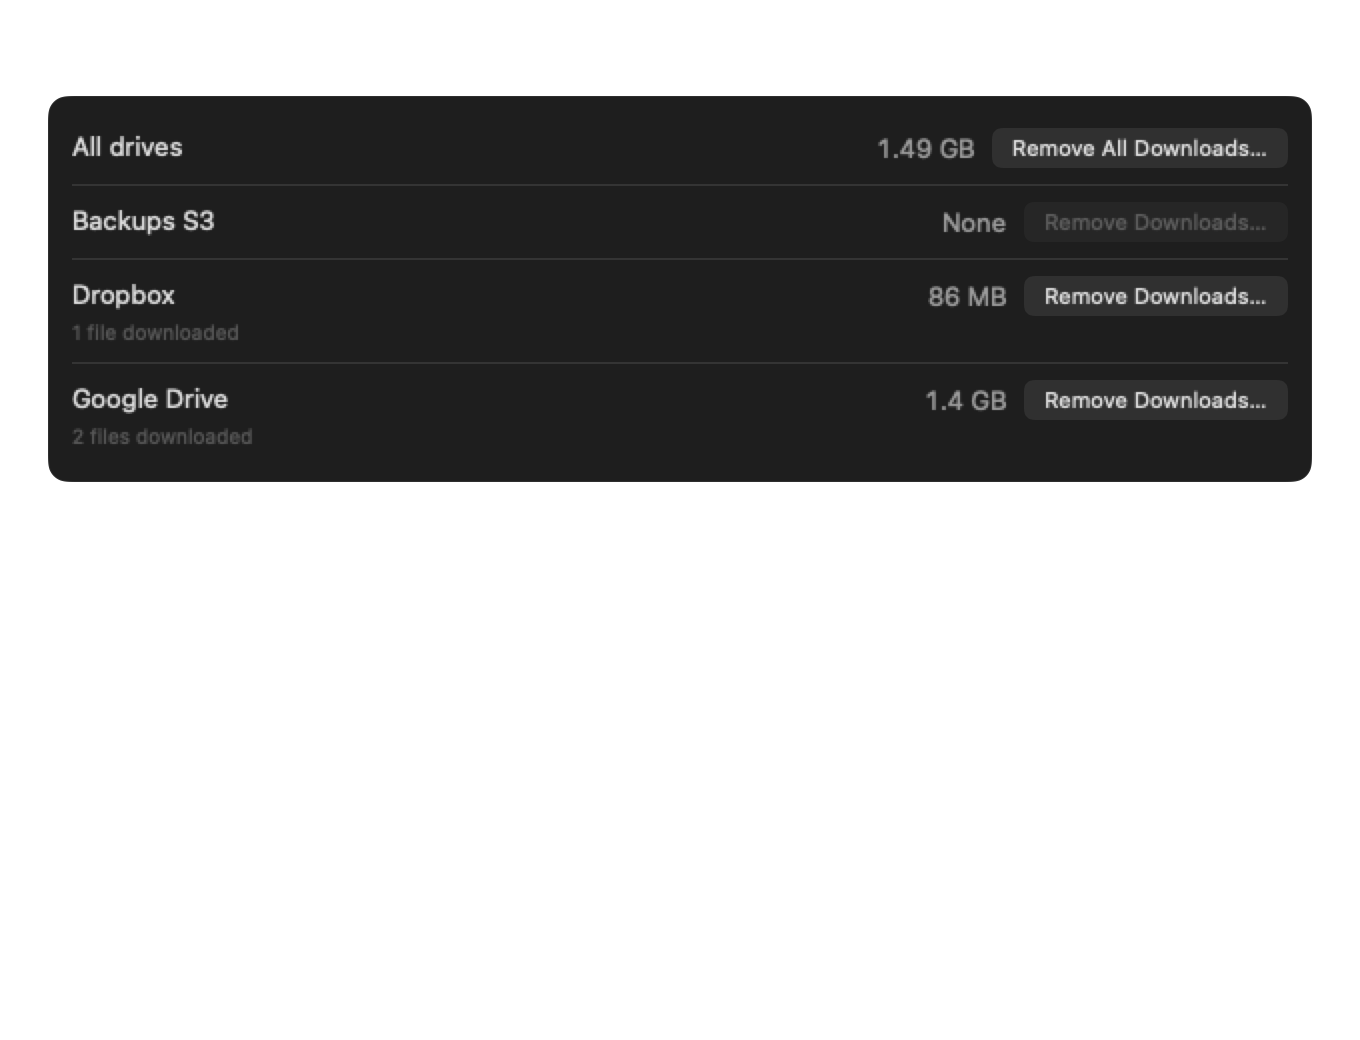 All drives 1.49 GB Remove All Downloads...
Backups S3 None Remove Downloads...
Dropbox 86 MB Remove Downloads...
1 file downloaded
Google Drive 1.4 GB Remove Downloads...
2 files downloaded